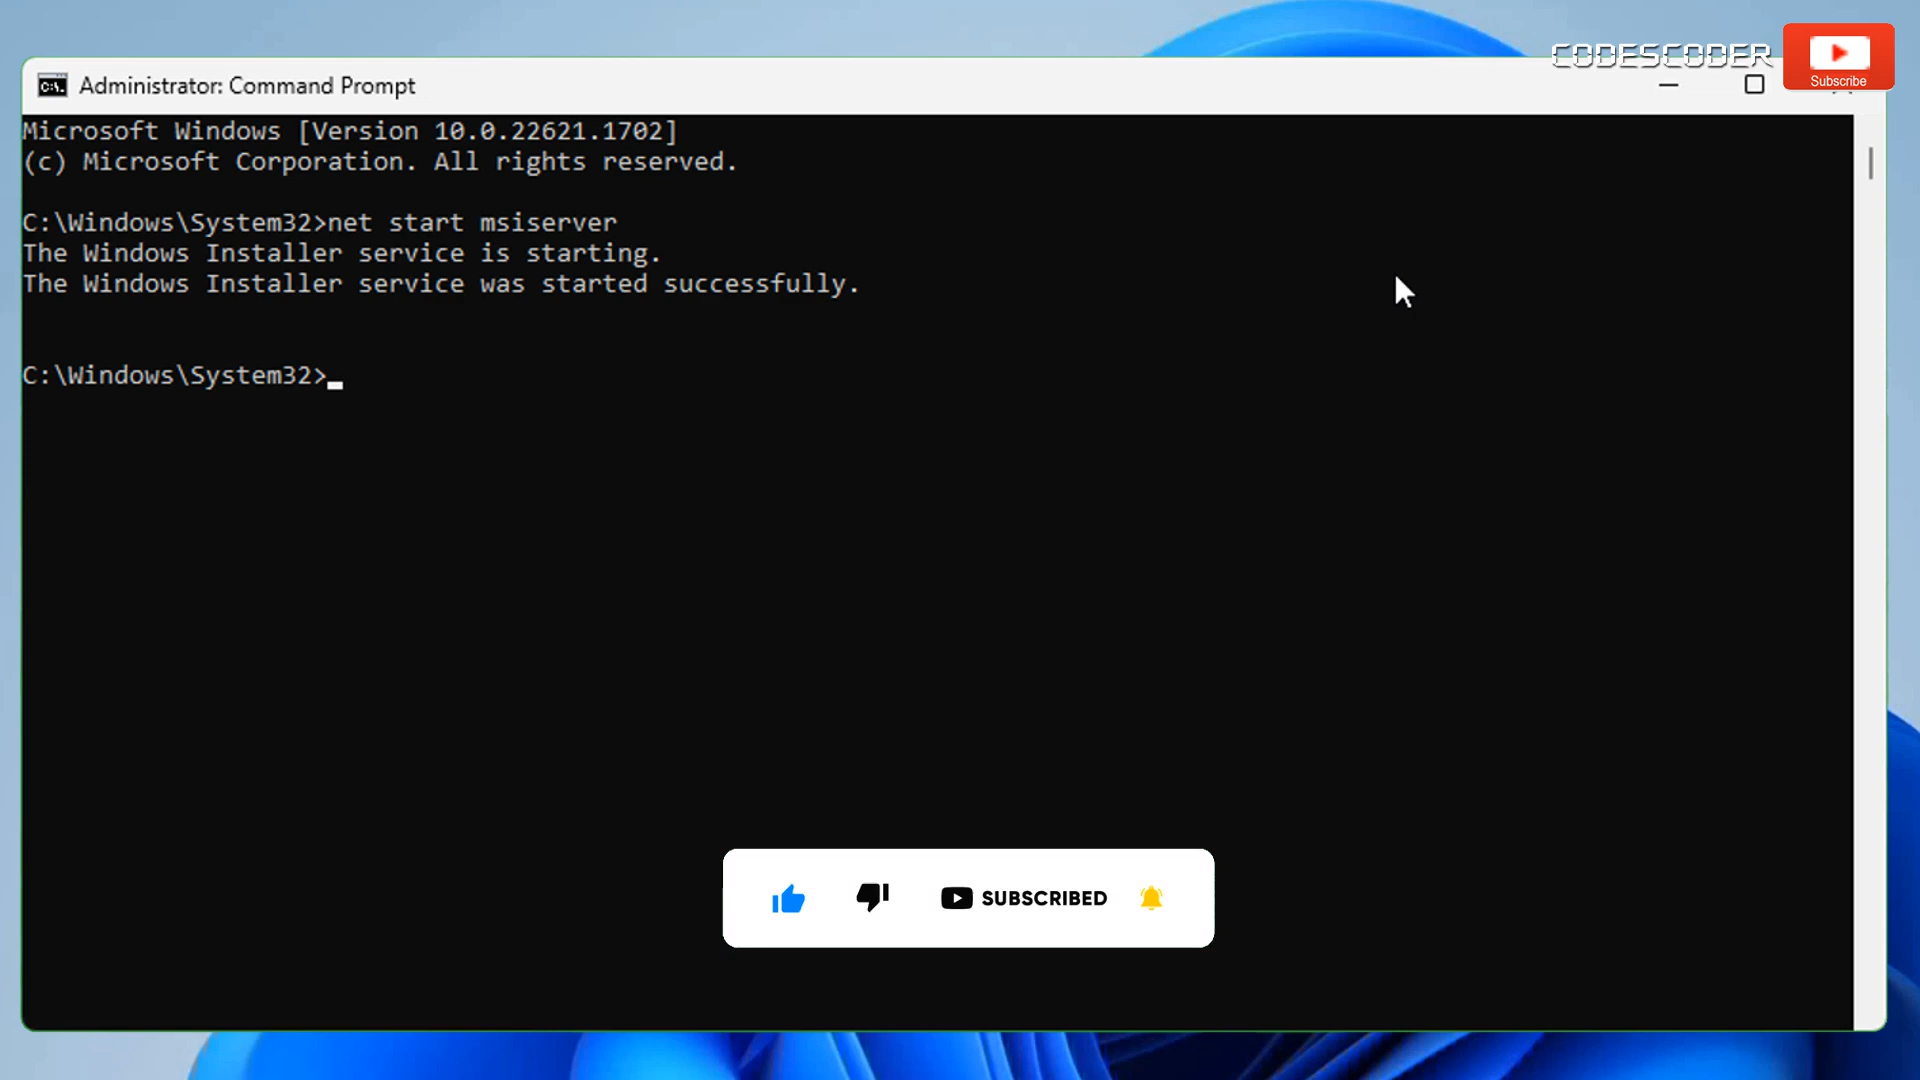 CODESCODER
Subscribe
Administrator: Command Prompt
Microsoft Windows [Version 10.0.22621.1702]
(c) Microsoft Corporation. All rights reserved.
C:\Windows\System32>net start msiserver
The Windows Installer service is starting.
The Windows Installer service was started successfully.
C:\Windows\System32>
SUBSCRIBED